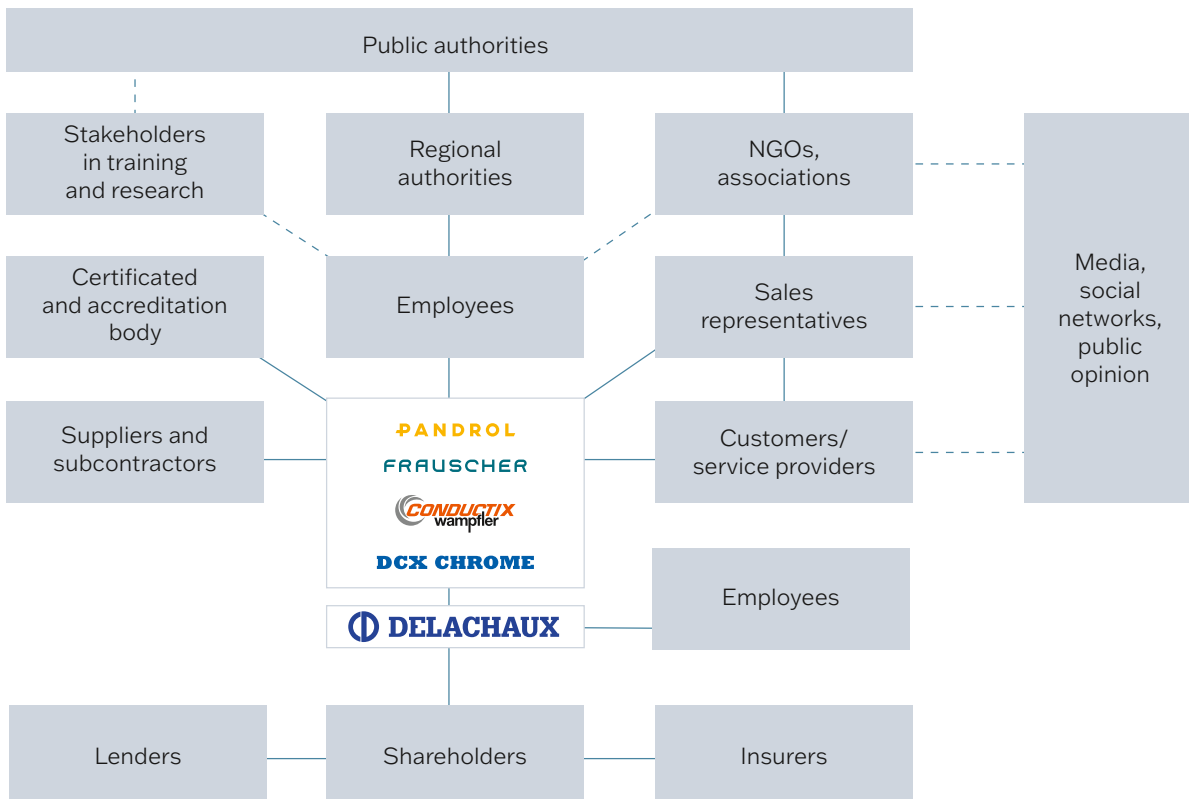 Public authorities
Stakeholders
in training
and research
Regional
authorities
NGOs,
associations
Certificated
and accreditation
body
Employees
Sales
representatives
Media,
social
networks,
public
opinion
Suppliers and
subcontractors
PANDROL
FRAUSCHER
CONDUCTIX
wampfler
DCX CHROME
Customers/
service providers
DELACHAUX
Employees
Lenders
Shareholders
Insurers